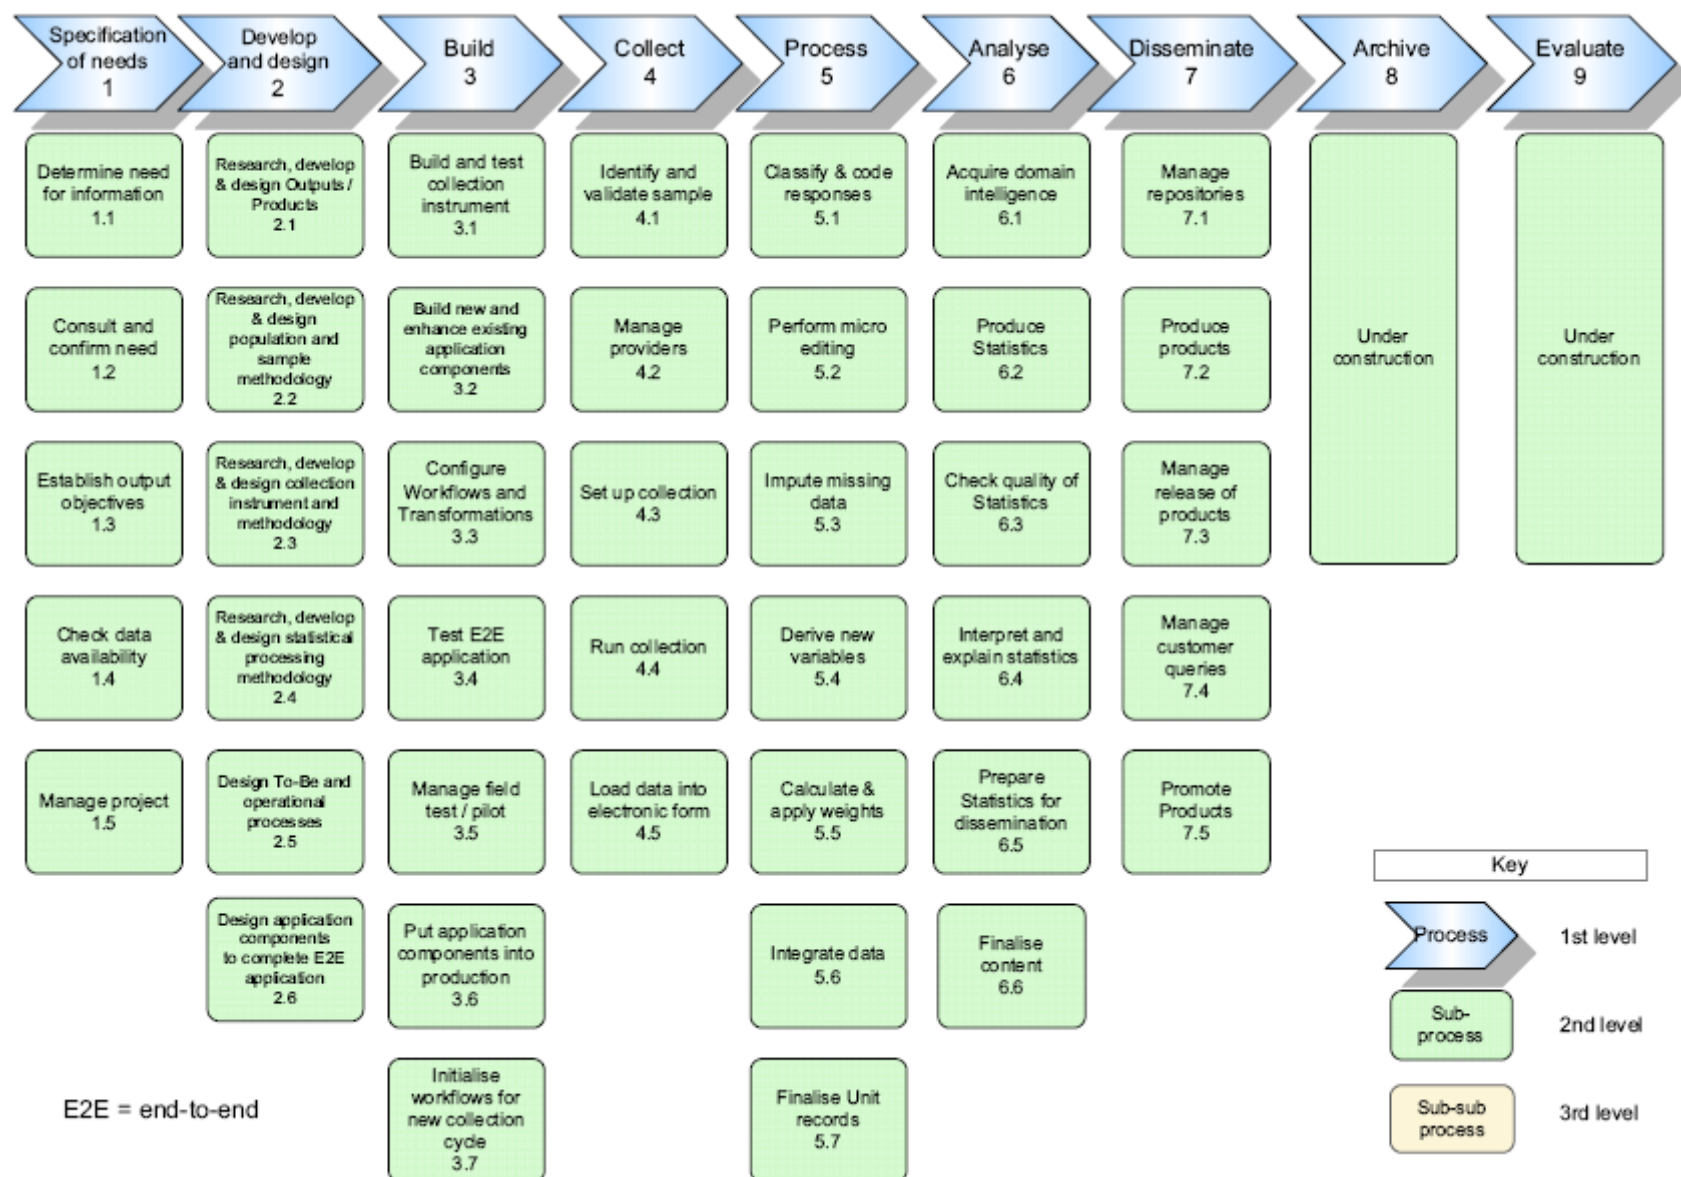 Specification
of needs
1
Develop
and design
2
Build
3
Collect
4
Process
5
Analyse
6
Disseminate
7
Archive
8
Evaluate
9
Determine need
for information
1.1
Research, develop
& design Outputs /
Products
2.1
Build and test
collection
instrument
3.1
Identify and
validate sample
4.1
Classify & code
responses
5.1
Acquire domain
intelligence
6.1
Manage
repositories
7.1
Under
construction
Under
construction
Consult and
confirm need
1.2
Research, develop
& design
population and
sample
methodology
2.2
Build new and
enhance existing
application
components
3.2
Manage
providers
4.2
Perform micro
editing
5.2
Produce
Statistics
6.2
Produce
products
7.2
Establish output
objectives
1.3
Research, develop
& design collection
instrument and
methodology
2.3
Configure
Workflows and
Transformations
3.3
Set up collection
4.3
Impute missing
data
5.3
Check quality of
Statistics
6.3
Manage
release of
products
7.3
Check data
availability
1.4
Research, develop
& design statistical
processing
methodology
2.4
Test E2E
application
3.4
Run collection
4.4
Derive new
variables
5.4
Interpret and
explain statistics
6.4
Manage
customer
queries
7.4
Manage project
1.5
Design To-Be and
operational
processes
2.5
Manage field
test / pilot
3.5
Load data into
electronic form
4.5
Calculate &
apply weights
5.5
Prepare
Statistics for
dissemination
6.5
Promote
Products
7.5
Design application
components
to complete E2E
application
2.6
Put application
components into
production
3.6
Integrate data
5.6
Finalise
content
6.6
Initialise
workflows for
new collection
cycle
3.7
Finalise Unit
records
5.7
E2E = end-to-end
Key
Process
1st level
Sub-
process
2nd level
Sub-sub
process
3rd level